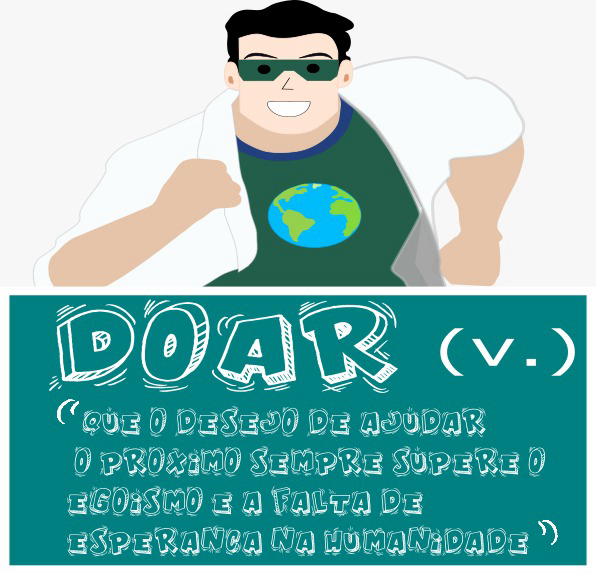 DOAR (v.)
“QUE O DESEJO DE AJUDAR
O PROXIMO SEMPRE SUPERE O
EGOISMO E A FALTA DE
ESPERANCA NA HUMANIDADE”